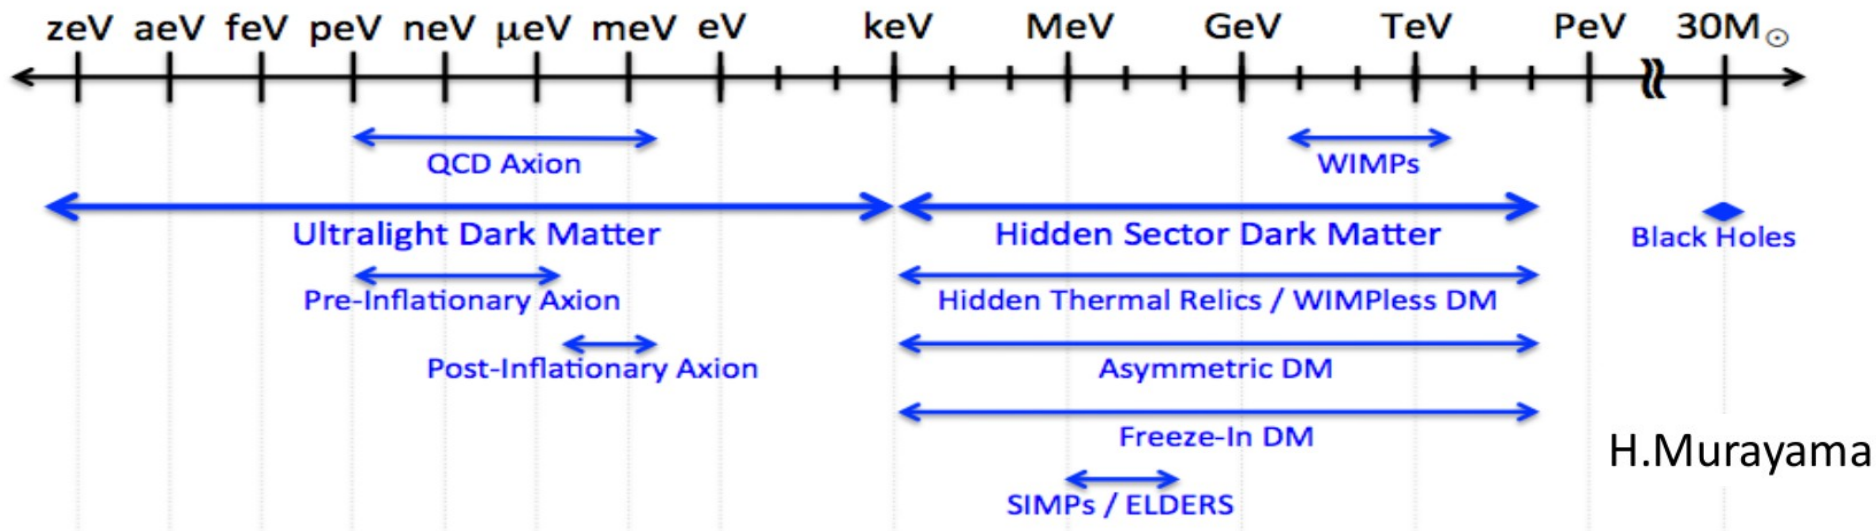 zeV aeV feV peV neV μeV meV eV keV MeV GeV TeV PeV 30M☉
QCD Axion WIMPs
Ultralight Dark Matter Hidden Sector Dark Matter Black Holes
Pre-Inflationary Axion Hidden Thermal Relics / WIMPless DM
Post-Inflationary Axion Asymmetric DM
Freeze-In DM
H.Murayama
SIMPs / ELDERS